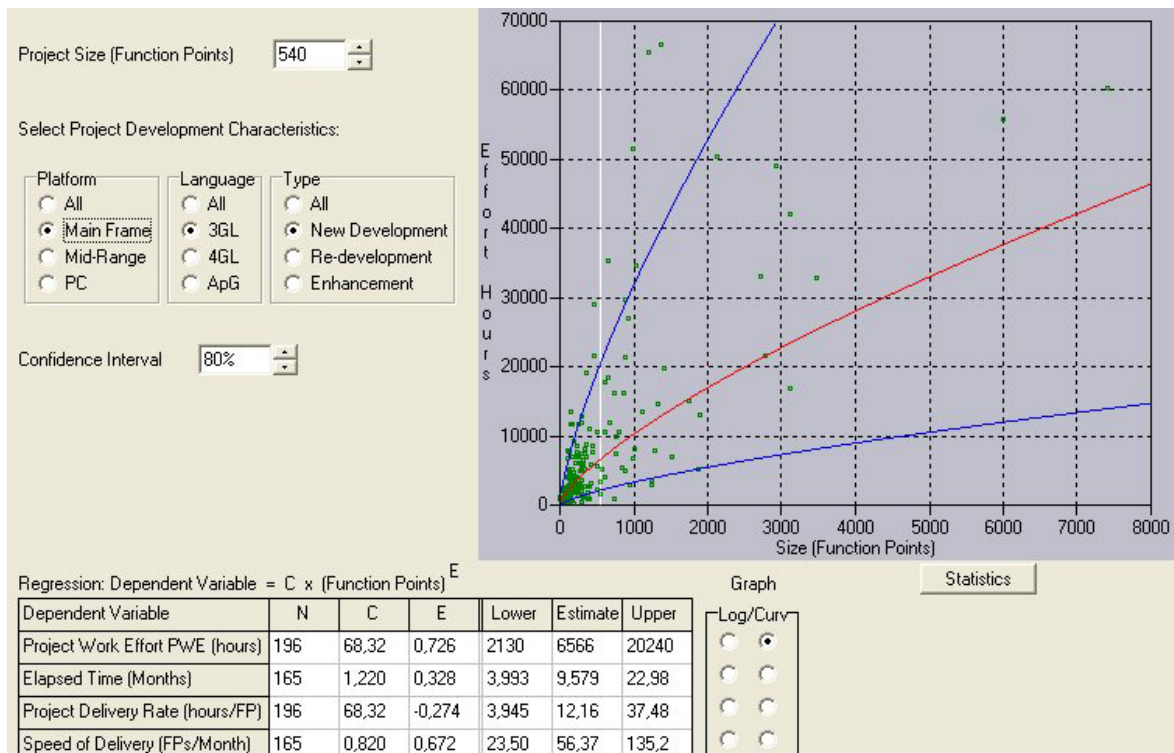 Project Size (Function Points) 540
Select Project Development Characteristics:
Platform Language Type
All All All
Main Frame 3GL New Development
Mid-Range 4GL Re-development
PC ApG Enhancement
Confidence Interval 80%
Effort Hours
70000
60000
50000
40000
30000
20000
10000
0
0 1000 2000 3000 4000 5000 6000 7000 8000
Size (Function Points)
Regression: Dependent Variable = C x (Function Points) E
Graph
Statistics
Dependent Variable N C E Lower Estimate Upper Log/Curv
Project Work Effort PWE (hours) 196 68,32 0,726 2130 6566 20240
Elapsed Time (Months) 165 1,220 0,328 3,993 9,579 22,98
Project Delivery Rate (hours/FP) 196 68,32 -0,274 3,945 12,16 37,48
Speed of Delivery (FPs/Month) 165 0,820 0,672 23,50 56,37 135,2